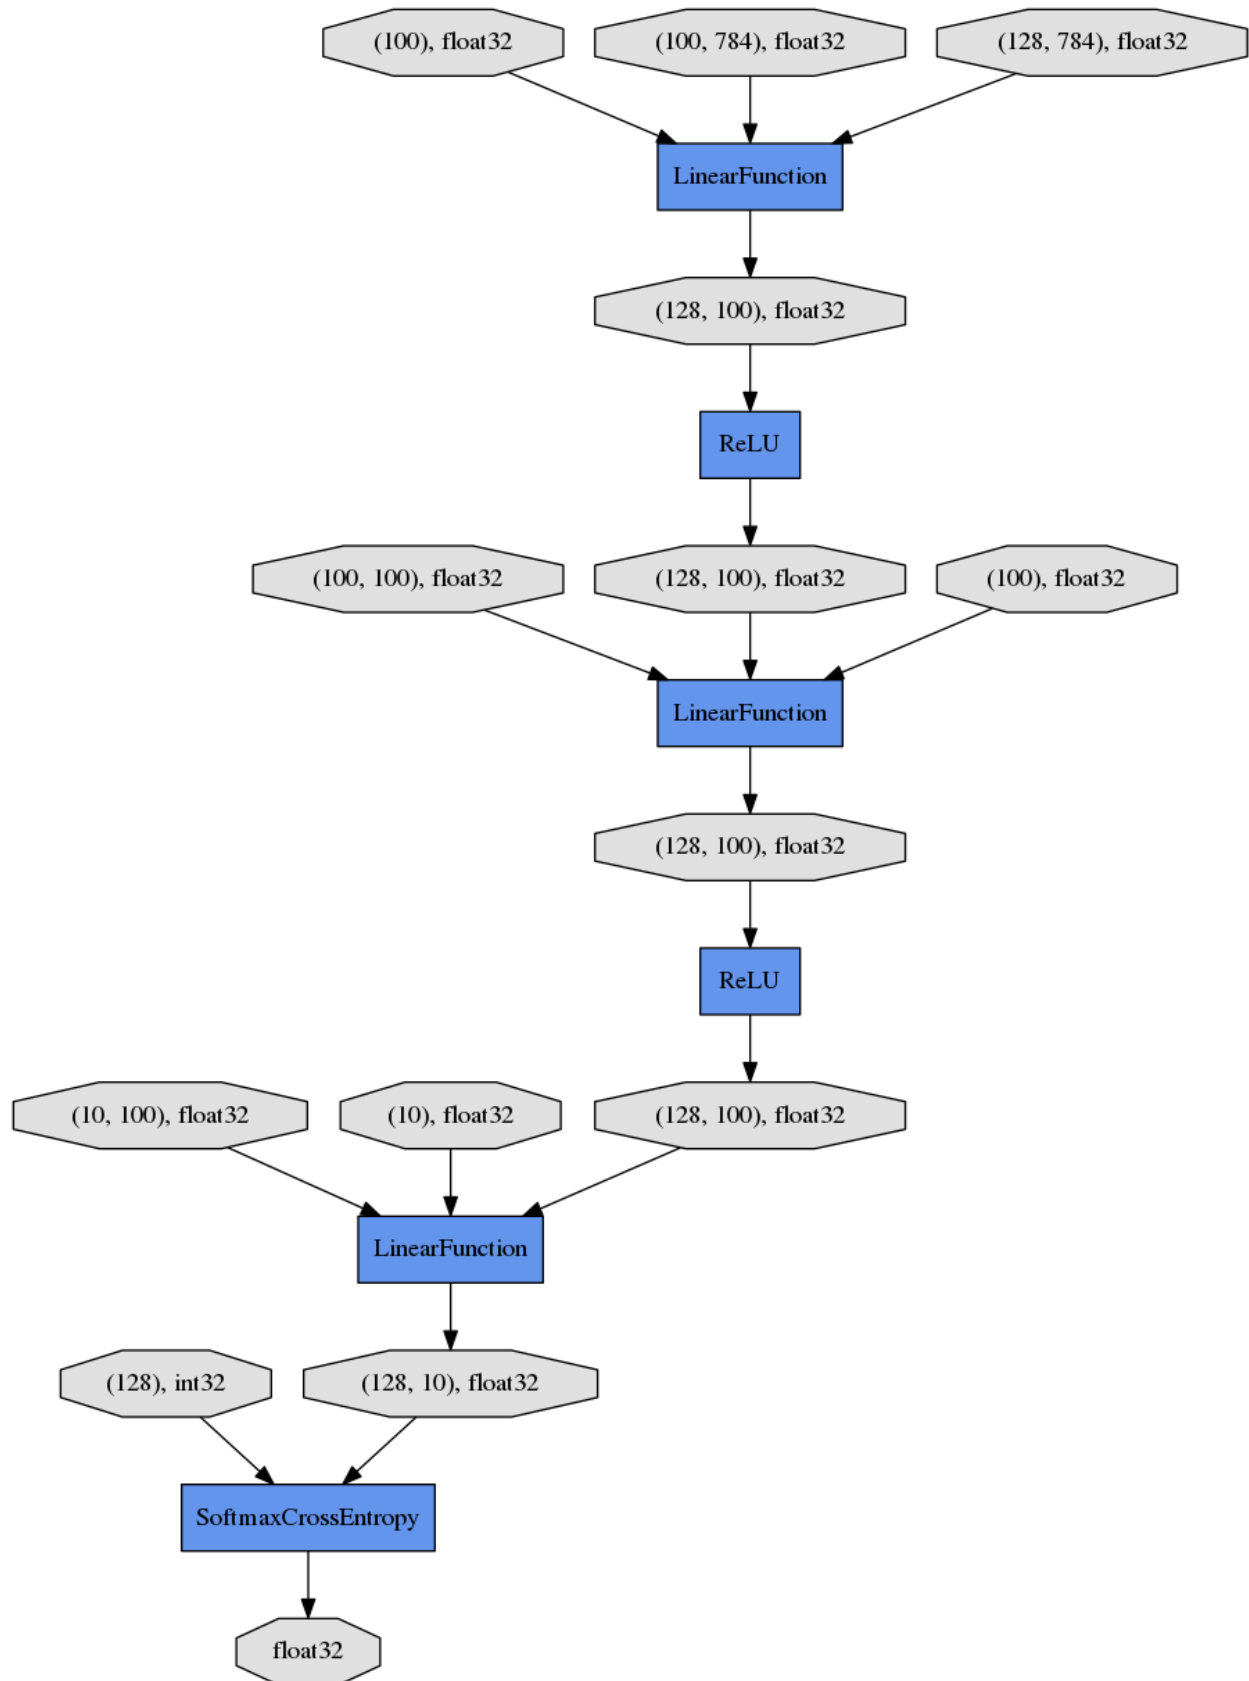 (100), float32
(100, 784), float32
(128, 784), float32
LinearFunction
(128, 100), float32
ReLU
(100, 100), float32
(128, 100), float32
(100), float32
LinearFunction
(128, 100), float32
ReLU
(10, 100), float32
(10), float32
(128, 100), float32
LinearFunction
(128), int32
(128, 10), float32
SoftmaxCrossEntropy
float32